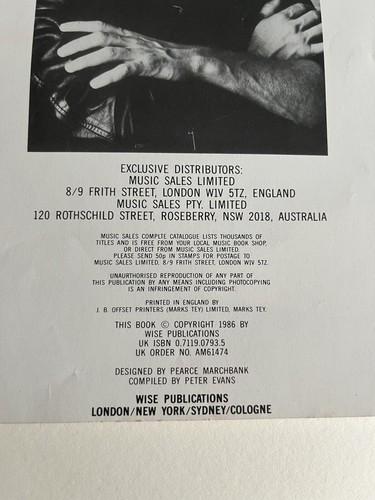 EXCLUSIVE DISTRIBUTORS:
MUSIC SALES LIMITED
8/9 FRITH STREET, LONDON W1V 5TZ, ENGLAND
MUSIC SALES PTY. LIMITED
120 ROTHSCHILD STREET, ROSEBERRY, NSW 2018, AUSTRALIA
MUSIC SALES COMPLTE CATALOGUE LISTS THOUSANDS OF
TITLES AND IS FREE FROM YOUR LOCAL MUSIC BOOK SHOP,
OR DIRECT FROM MUSIC SALES LIMITED.
PLEASE SEND 50p IN STAMPS FOR POSTAGE TO
MUSIC SALES LIMITED, 8/9 FRITH STREET, LONDON W1V 5TZ.
UNAUTHORISED REPRODUCTION OF ANY PART OF
THIS PUBLICATION BY ANY MEANS INCLUDING PHOTOCOPYING
IS AN INFRINGEMENT OF COPYRIGHT.
PRINTED IN ENGLAND BY
J. B. OFFSET PRINTERS (MARKS TEY) LIMITED, MARKS TEY.
THIS BOOK © COPYRIGHT 1986 BY
WISE PUBLICATIONS
UK ISBN 0.7119.0793.5
UK ORDER NO. AM61474
DESIGNED BY PEARCE MARCHBANK
COMPILED BY PETER EVANS
WISE PUBLICATIONS
LONDON/NEW YORK/SYDNEY/COLOGNE